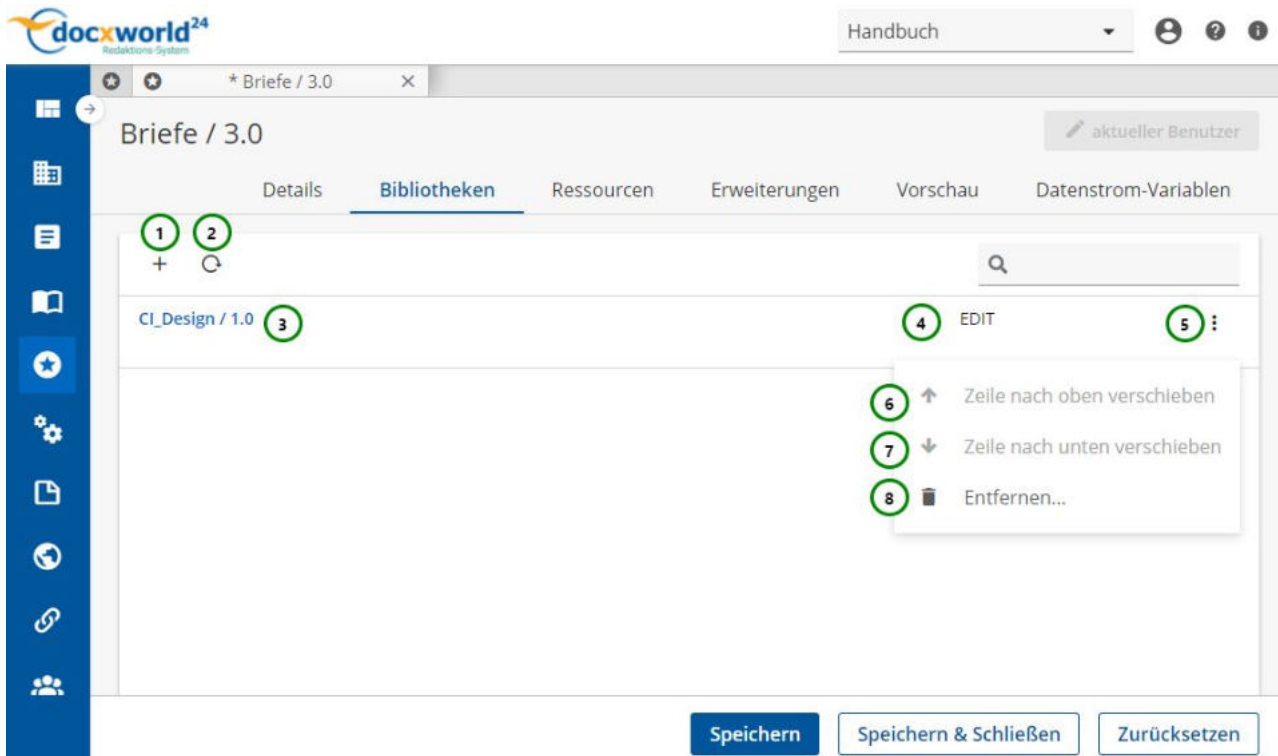 docxworld24
Redaktions-System
Handbuch
* Briefe / 3.0
Briefe / 3.0
aktueller Benutzer
Details Bibliotheken Ressourcen Erweiterungen Vorschau Datenstrom-Variablen
1 2
CI_Design / 1.0 3 4 EDIT 5
6 Zeile nach oben verschieben
7 Zeile nach unten verschieben
8 Entfernen...
Speichern Speichern & Schließen Zurücksetzen